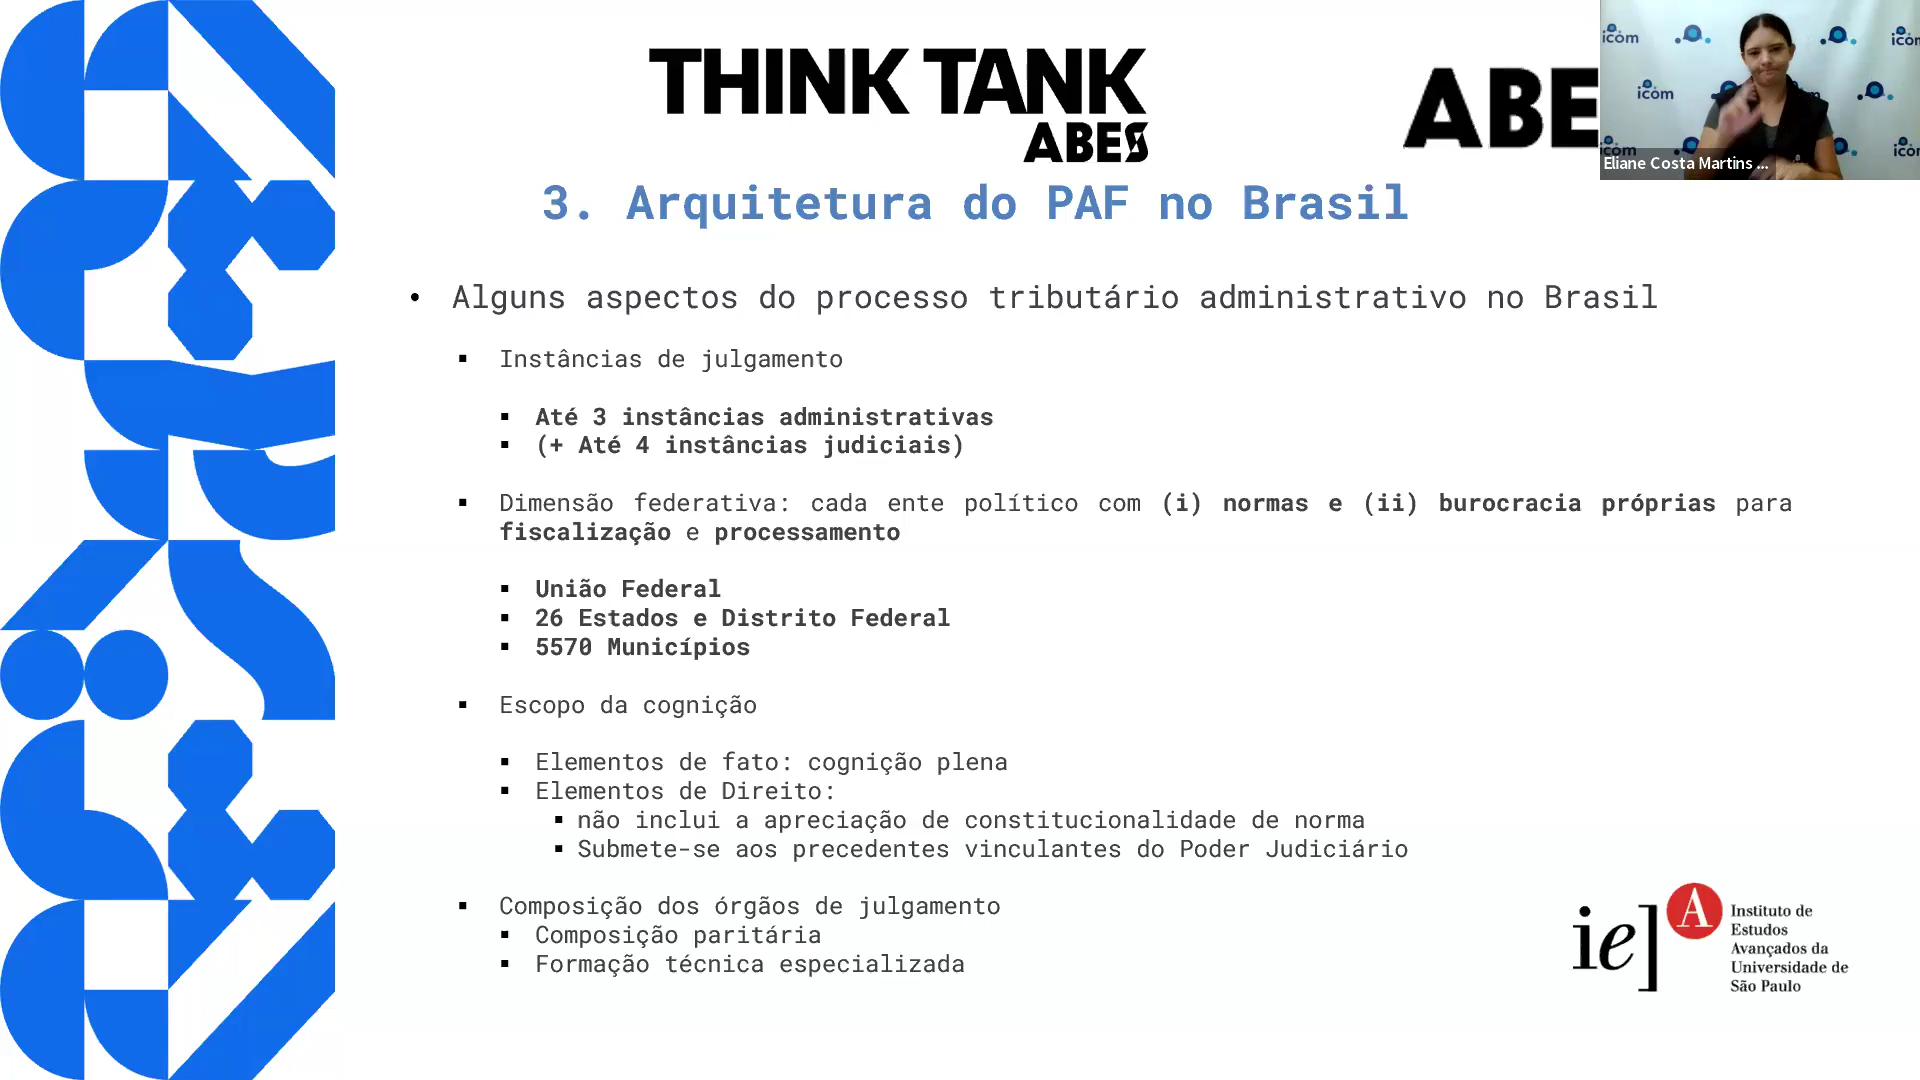 THINK TANK
ABES
ABE
icom
icom
icom
icom
icom
Eliane Costa Martins ...
3. Arquitetura do PAF no Brasil
• Alguns aspectos do processo tributário administrativo no Brasil
▪ Instâncias de julgamento
▪ Até 3 instâncias administrativas
▪ (+ Até 4 instâncias judiciais)
▪ Dimensão federativa: cada ente político com (i) normas e (ii) burocracia próprias para
fiscalização e processamento
▪ União Federal
▪ 26 Estados e Distrito Federal
▪ 5570 Municípios
▪ Escopo da cognição
▪ Elementos de fato: cognição plena
▪ Elementos de Direito:
▪ não inclui a apreciação de constitucionalidade de norma
▪ Submete-se aos precedentes vinculantes do Poder Judiciário
▪ Composição dos órgãos de julgamento
▪ Composição paritária
▪ Formação técnica especializada
ie] A
Instituto de
Estudos
Avançados da
Universidade de
São Paulo